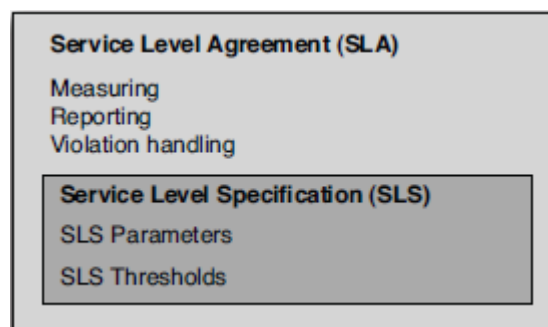 Service Level Agreement (SLA)
Measuring
Reporting
Violation handling
Service Level Specification (SLS)
SLS Parameters
SLS Thresholds